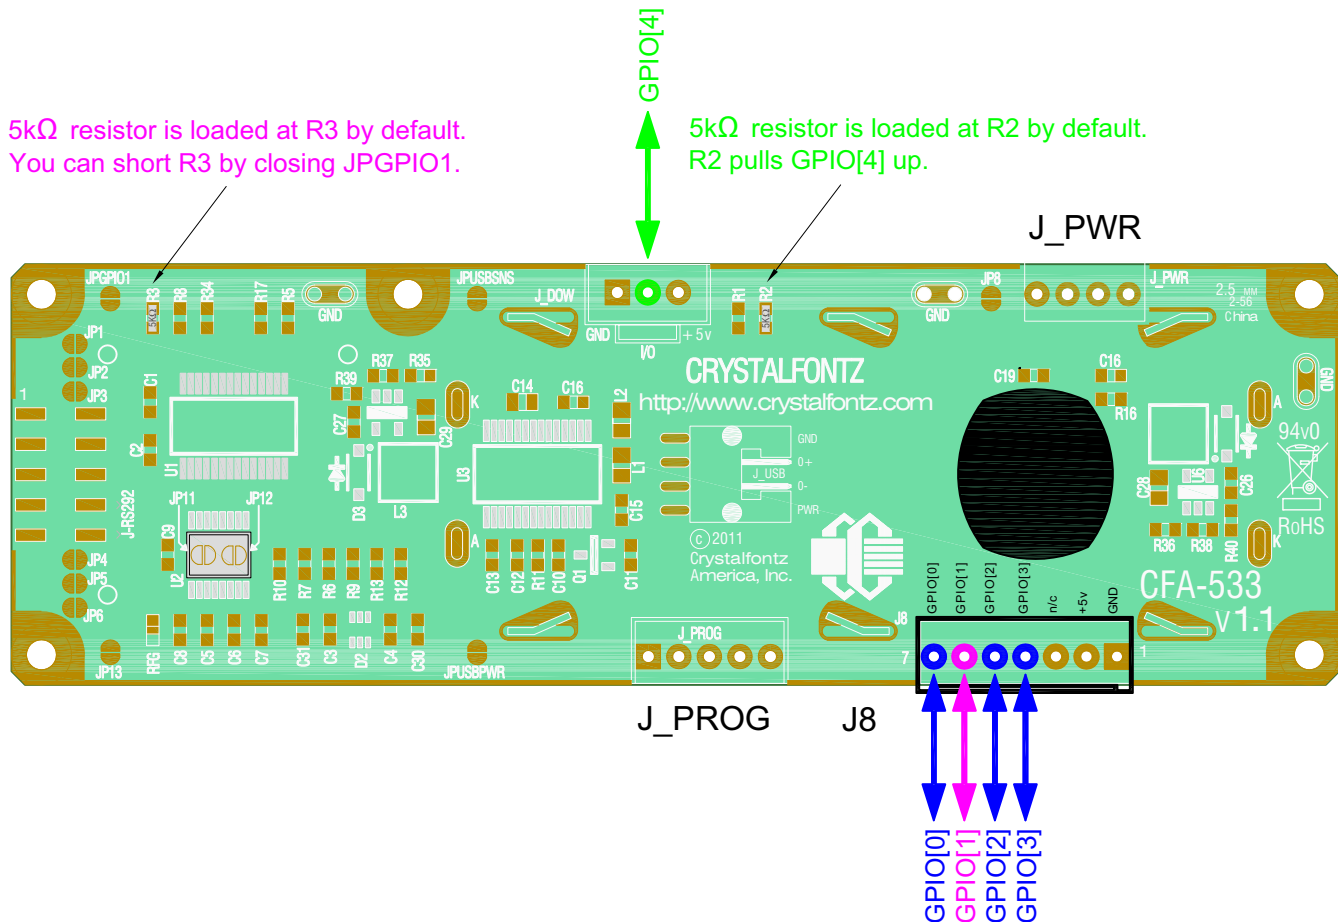 GPIO[4]
5kΩ resistor is loaded at R3 by default.
You can short R3 by closing JPGPIO1.
5kΩ resistor is loaded at R2 by default.
R2 pulls GPIO[4] up.
J_PWR
JPGPIO1
R3
5KΩ
R8
R34
R17
R5
GND
JPUSBSNS
J_DOW
GND
I/O
+5v
R1
R2
5KΩ
GND
JP8
J_PWR
2.5 MM
2-56
China
JP1
JP2
JP3
1
C1
C2
U1
R37
R35
R39
C27
C29
K
C14
C16
L2
CRYSTALFONTZ
http://www.crystalfontz.com
C19
C16
R16
GND
A
94v0
RoHS
GND
0+
J_USB
0-
PWR
U3
L1
C15
D3
L3
J-RS292
JP11
JP12
C9
U2
A
C28
U6
C26
R36
R38
R40
K
© 2011
Crystalfontz
America, Inc.
JP4
JP5
JP6
R10
R7
R6
R9
R13
R12
C13
C12
R11
C10
Q1
C11
CFA-533
v1.1
GPIO[0]
GPIO[1]
GPIO[2]
GPIO[3]
n/c
+5v
GND
J8
7
1
JP13
RFG
C8
C5
C6
C7
C31
C3
D2
C4
C30
JPUSBPWR
J_PROG
J_PROG
J8
GPIO[0]
GPIO[1]
GPIO[2]
GPIO[3]